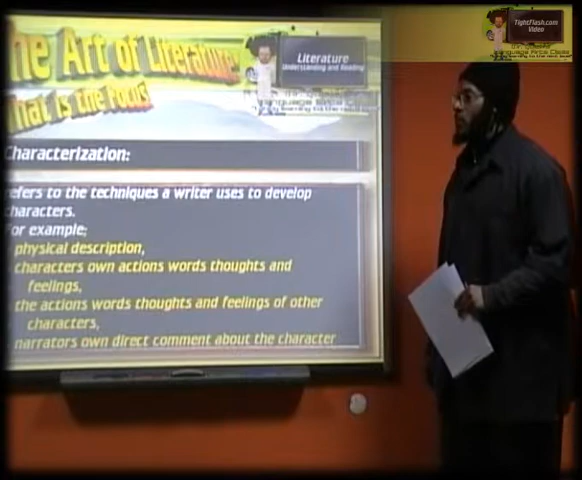 The Art of Literature:
What is the Focus
Literature
Understanding and Reading
Characterization:
refers to the techniques a writer uses to develop
characters.
For example;
physical description,
characters own actions words thoughts and
feelings,
the actions words thoughts and feelings of other
characters,
narrators own direct comment about the character
TightFlash.com
Video